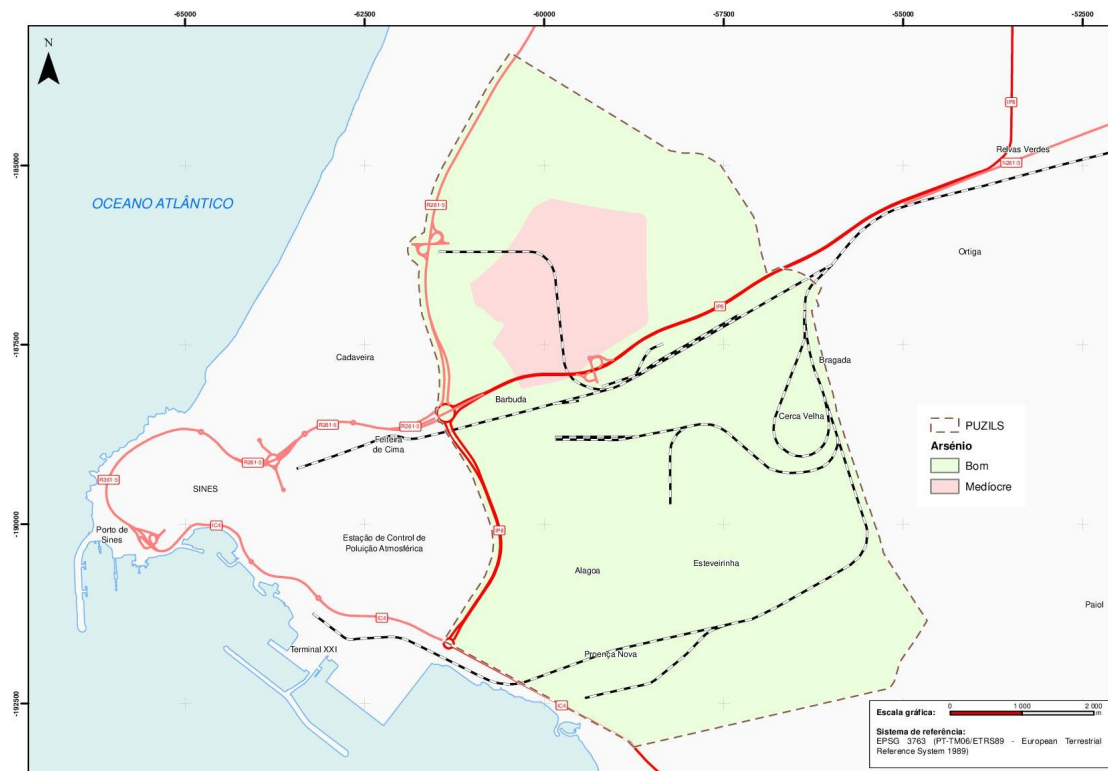 -65000
-62500
-60000
-57500
-55000
-52500
N
-185000
-187500
-190000
-192500
OCEANO ATLÂNTICO
IP8
Relvas Verdes
N261-5
R261-5
Ortiga
IP8
Cadaveira
Bragada
Barbuda
Cerca Velha
R261-5
R261-5
Feiteira
de Cima
R261-5
R261-5
SINES
IC4
IP8
Porto de
Sines
Estação de Control de
Poluição Atmosférica
Alagoa
Esteveirinha
Paiol
IC4
Terminal XXI
Proença Nova
IC4
PUZILS
Arsénio
Bom
Medíocre
Escala gráfica:
0 1 000 2 000
m
Sistema de referência:
EPSG 3763 (PT-TM06/ETRS89 - European Terrestrial
Reference System 1989)